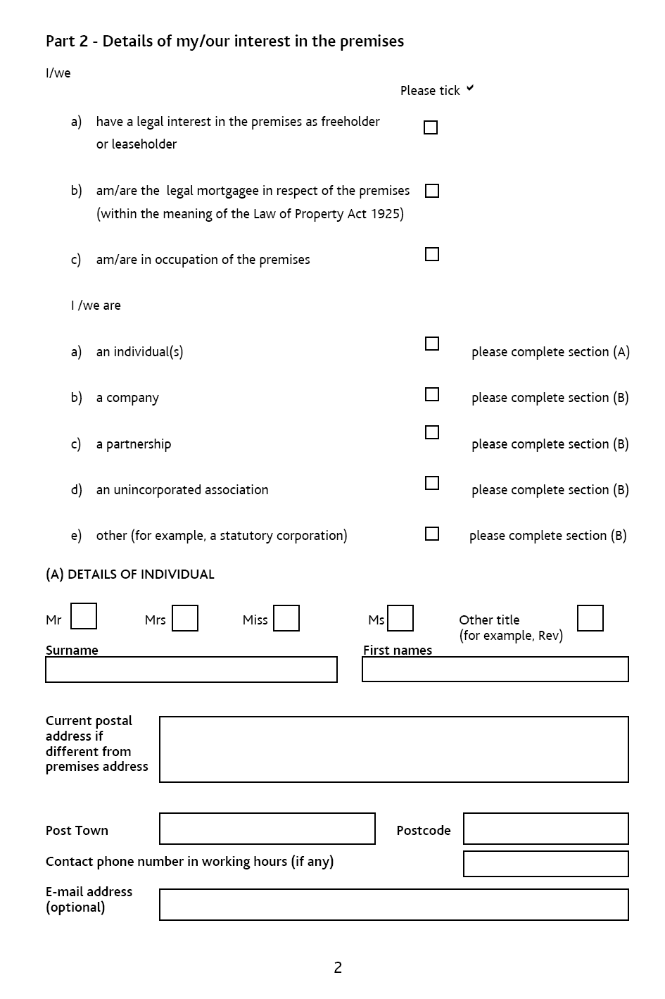 Part 2 - Details of my/our interest in the premises
I/we
Please tick ✓
a) have a legal interest in the premises as freeholder
or leaseholder
b) am/are the legal mortgagee in respect of the premises
(within the meaning of the Law of Property Act 1925)
c) am/are in occupation of the premises
I /we are
a) an individual(s) please complete section (A)
b) a company please complete section (B)
c) a partnership please complete section (B)
d) an unincorporated association please complete section (B)
e) other (for example, a statutory corporation) please complete section (B)
(A) DETAILS OF INDIVIDUAL
Mr Mrs Miss Ms Other title
(for example, Rev)
Surname First names
Current postal
address if
different from
premises address
Post Town Postcode
Contact phone number in working hours (if any)
E-mail address
(optional)
2